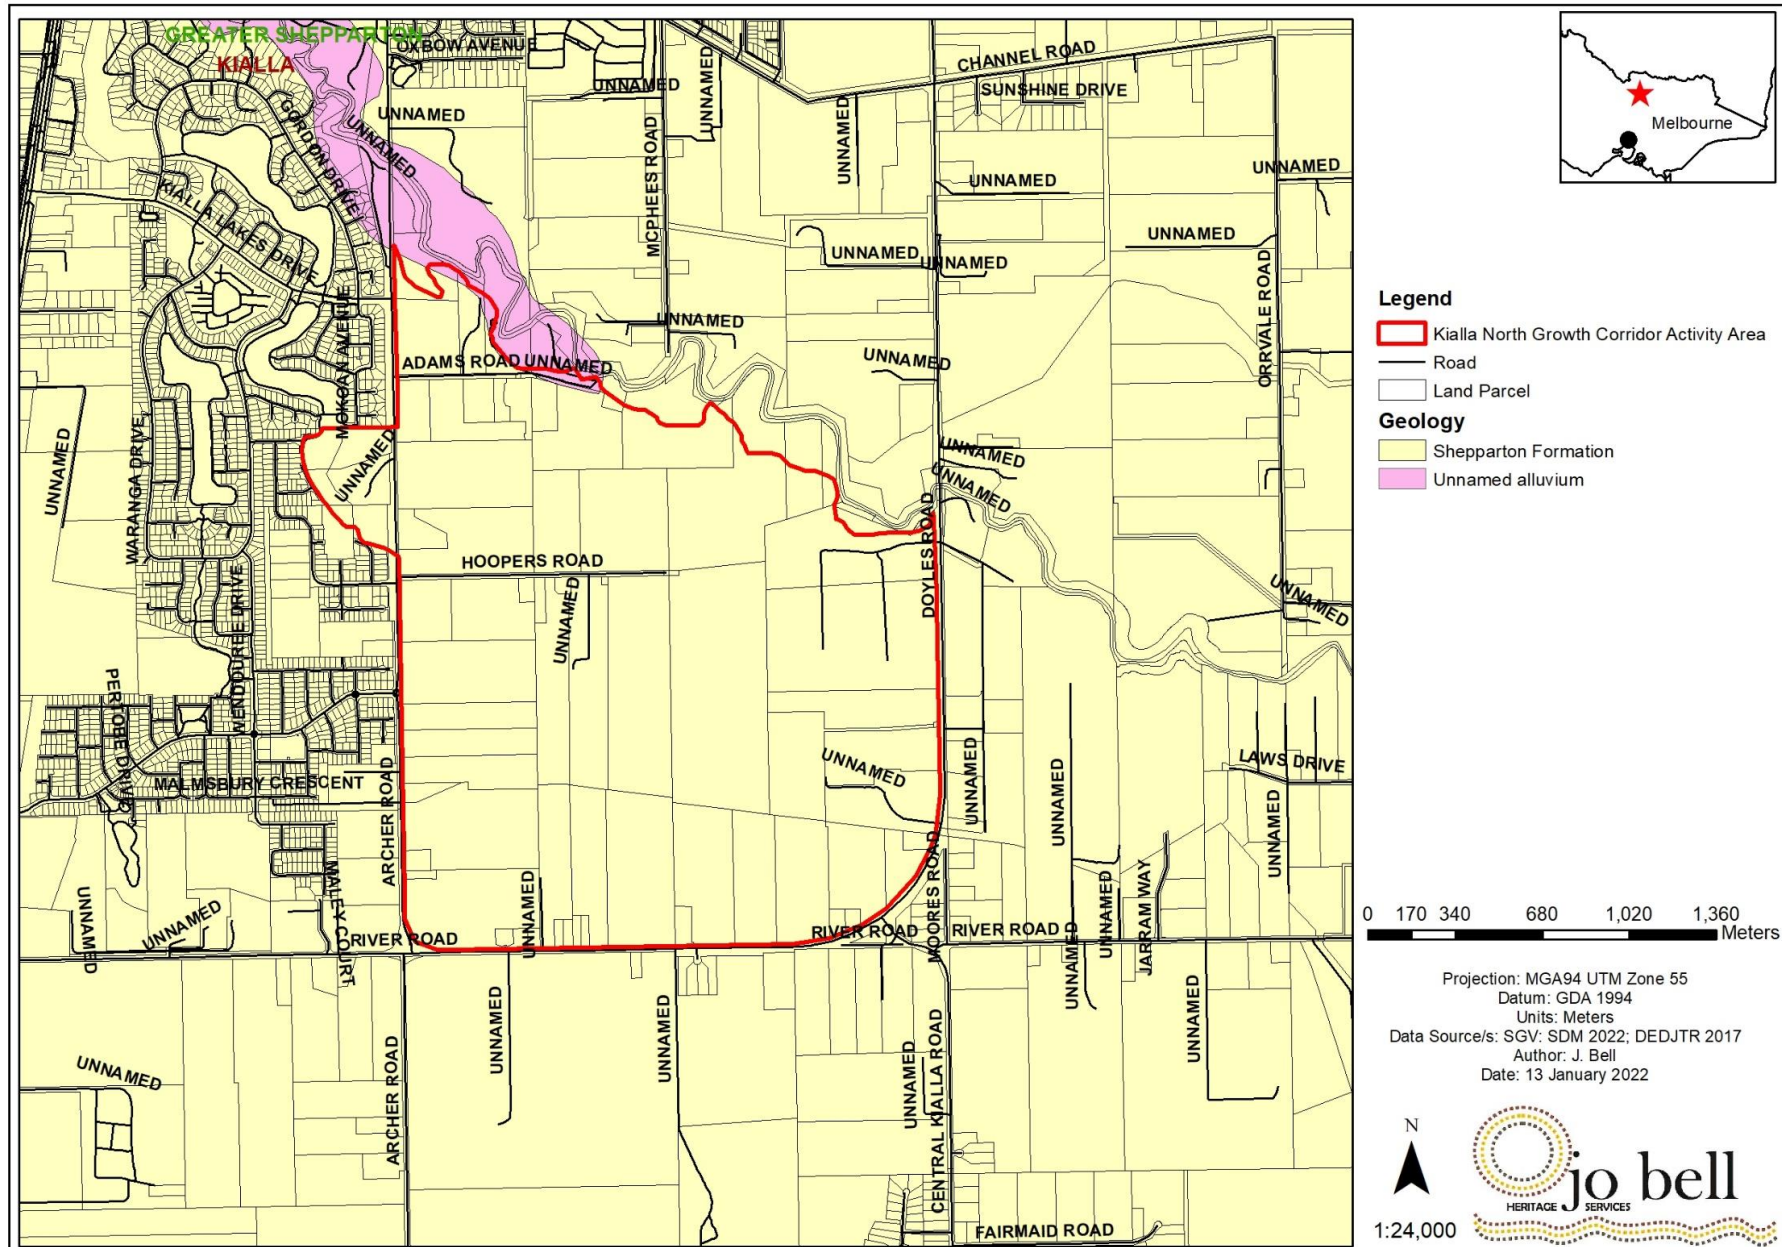 GREATER SHEPPARTON
KIALLA
OXBOW AVENUE
CHANNEL ROAD
SUNSHINE DRIVE
UNNAMED
UNNAMED
UNNAMED
UNNAMED
UNNAMED
GORDON DRIVE
MCPHEES ROAD
UNNAMED
UNNAMED
KIALLA LAKES DRIVE
UNNAMED
UNNAMED
UNNAMED
ORRVALE ROAD
MOKOAN AVENUE
UNNAMED
ADAMS ROAD
UNNAMED
UNNAMED
WARANGA DRIVE
UNNAMED
UNNAMED
UNNAMED
UNNAMED
DOYLES ROAD
HOOPERS ROAD
UNNAMED
UNNAMED
WENDOUREE DRIVE
PERTOBE DRIVE
MALMSBURY CRESCENT
ARCHER ROAD
UNNAMED
UNNAMED
UNNAMED
LAWS DRIVE
UNNAMED
MOORES ROAD
UNNAMED
UNNAMED
MALEY COURT
RIVER ROAD
UNNAMED
RIVER ROAD
RIVER ROAD
UNNAMED
UNNAMED
JARRAM WAY
UNNAMED
ARCHER ROAD
UNNAMED
UNNAMED
UNNAMED
CENTRAL KIALLA ROAD
UNNAMED
FAIRMAID ROAD
Melbourne
Legend
Kialla North Growth Corridor Activity Area
Road
Land Parcel
Geology
Shepparton Formation
Unnamed alluvium
0 170 340 680 1,020 1,360
Meters
Projection: MGA94 UTM Zone 55
Datum: GDA 1994
Units: Meters
Data Source/s: SGV: SDM 2022; DEDJTR 2017
Author: J. Bell
Date: 13 January 2022
N
1:24,000
jo bell
HERITAGE SERVICES